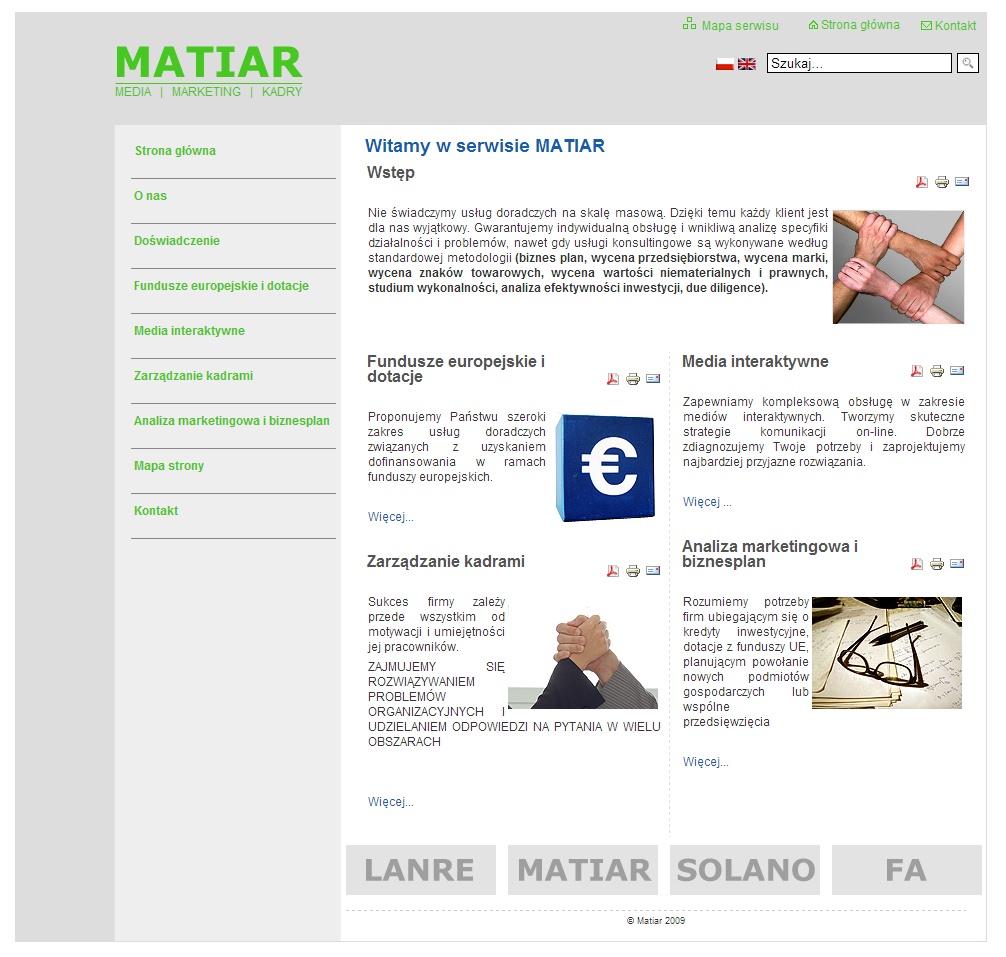 Mapa serwisu
Strona główna
Kontakt
MATIAR
MEDIA | MARKETING | KADRY
Szukaj...
Strona główna
O nas
Doświadczenie
Fundusze europejskie i dotacje
Media interaktywne
Zarządzanie kadrami
Analiza marketingowa i biznesplan
Mapa strony
Kontakt
Witamy w serwisie MATIAR
Wstęp
Nie świadczymy usług doradczych na skalę masową. Dzięki temu każdy klient jest
dla nas wyjątkowy. Gwarantujemy indywidualną obsługę i wnikliwą analizę specyfiki
działalności i problemów, nawet gdy usługi konsultingowe są wykonywane według
standardowej metodologii (biznes plan, wycena przedsiębiorstwa, wycena marki,
wycena znaków towarowych, wycena wartości niematerialnych i prawnych,
studium wykonalności, analiza efektywności inwestycji, due diligence).
Fundusze europejskie i
dotacje
Proponujemy Państwu szeroki
zakres usług doradczych
związanych z uzyskaniem
dofinansowania w ramach
funduszy europejskich.
€
Więcej...
Media interaktywne
Zapewniamy kompleksową obsługę w zakresie
mediów interaktywnych. Tworzymy skuteczne
strategie komunikacji on-line. Dobrze
zdiagnozujemy Twoje potrzeby i zaprojektujemy
najbardziej przyjazne rozwiązania.
Więcej ...
Zarządzanie kadrami
Sukces firmy zależy
przede wszystkim od
motywacji i umiejętności
jej pracowników.
ZAJMUJEMY SIĘ
ROZWIĄZYWANIEM
PROBLEMÓW
ORGANIZACYJNYCH I
UDZIELANIEM ODPOWIEDZI NA PYTANIA W WIELU
OBSZARACH
Więcej...
Analiza marketingowa i
biznesplan
Rozumiemy potrzeby
firm ubiegającym się o
kredyty inwestycyjne,
dotacje z funduszy UE,
planującym powołanie
nowych podmiotów
gospodarczych lub
wspólne
przedsięwzięcia
Więcej...
LANRE
MATIAR
SOLANO
FA
© Matiar 2009